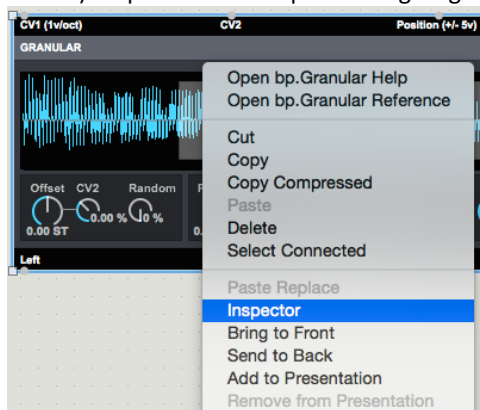 CV1 (1v/oct) CV2 Position (+/- 5v)
GRANULAR
Open bp.Granular Help
Open bp.Granular Reference
Cut
Copy
Copy Compressed
Paste
Delete
Select Connected
Offset CV2 Random
0.00 ST 0.00 % 0 %
Left
Paste Replace
Inspector
Bring to Front
Send to Back
Add to Presentation
Remove from Presentation